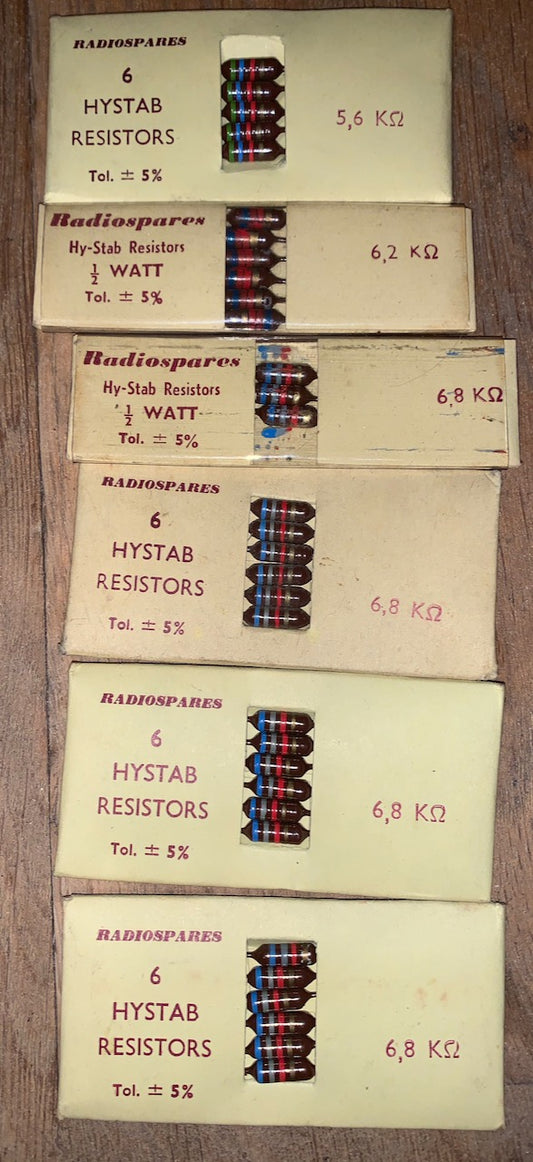 RADIOSPARES
6
HYSTAB
RESISTORS
Tol. ± 5%
5,6 KΩ
Radiospares
Hy-Stab Resistors
½ WATT
Tol. ± 5%
6,2 KΩ
Radiospares
Hy-Stab Resistors
½ WATT
Tol. ± 5%
6,8 KΩ
RADIOSPARES
6
HYSTAB
RESISTORS
Tol. ± 5%
6,8 KΩ
RADIOSPARES
6
HYSTAB
RESISTORS
Tol. ± 5%
6,8 KΩ
RADIOSPARES
6
HYSTAB
RESISTORS
Tol. ± 5%
6,8 KΩ